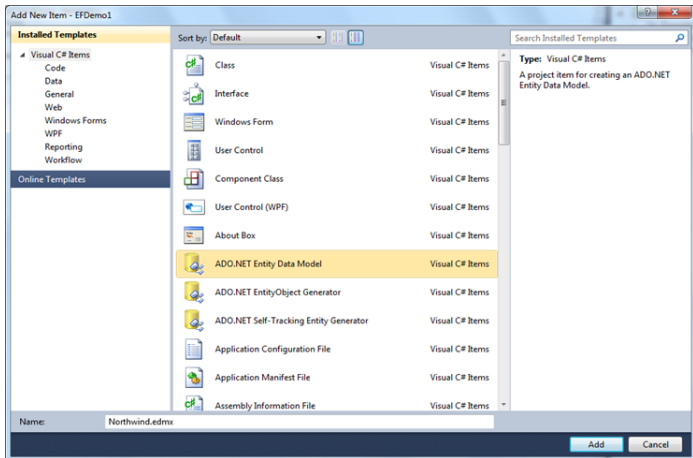 Add New Item - EFDemo1
Installed Templates
Sort by: Default
Search Installed Templates
Visual C# Items
Code
Data
General
Web
Windows Forms
WPF
Reporting
Workflow
Online Templates
Class Visual C# Items
Interface Visual C# Items
Windows Form Visual C# Items
User Control Visual C# Items
Component Class Visual C# Items
User Control (WPF) Visual C# Items
About Box Visual C# Items
ADO.NET Entity Data Model Visual C# Items
ADO.NET EntityObject Generator Visual C# Items
ADO.NET Self-Tracking Entity Generator Visual C# Items
Application Configuration File Visual C# Items
Application Manifest File Visual C# Items
Assembly Information File Visual C# Items
Type: Visual C# Items
A project item for creating an ADO.NET
Entity Data Model.
Name: Northwind.edmx
Add Cancel